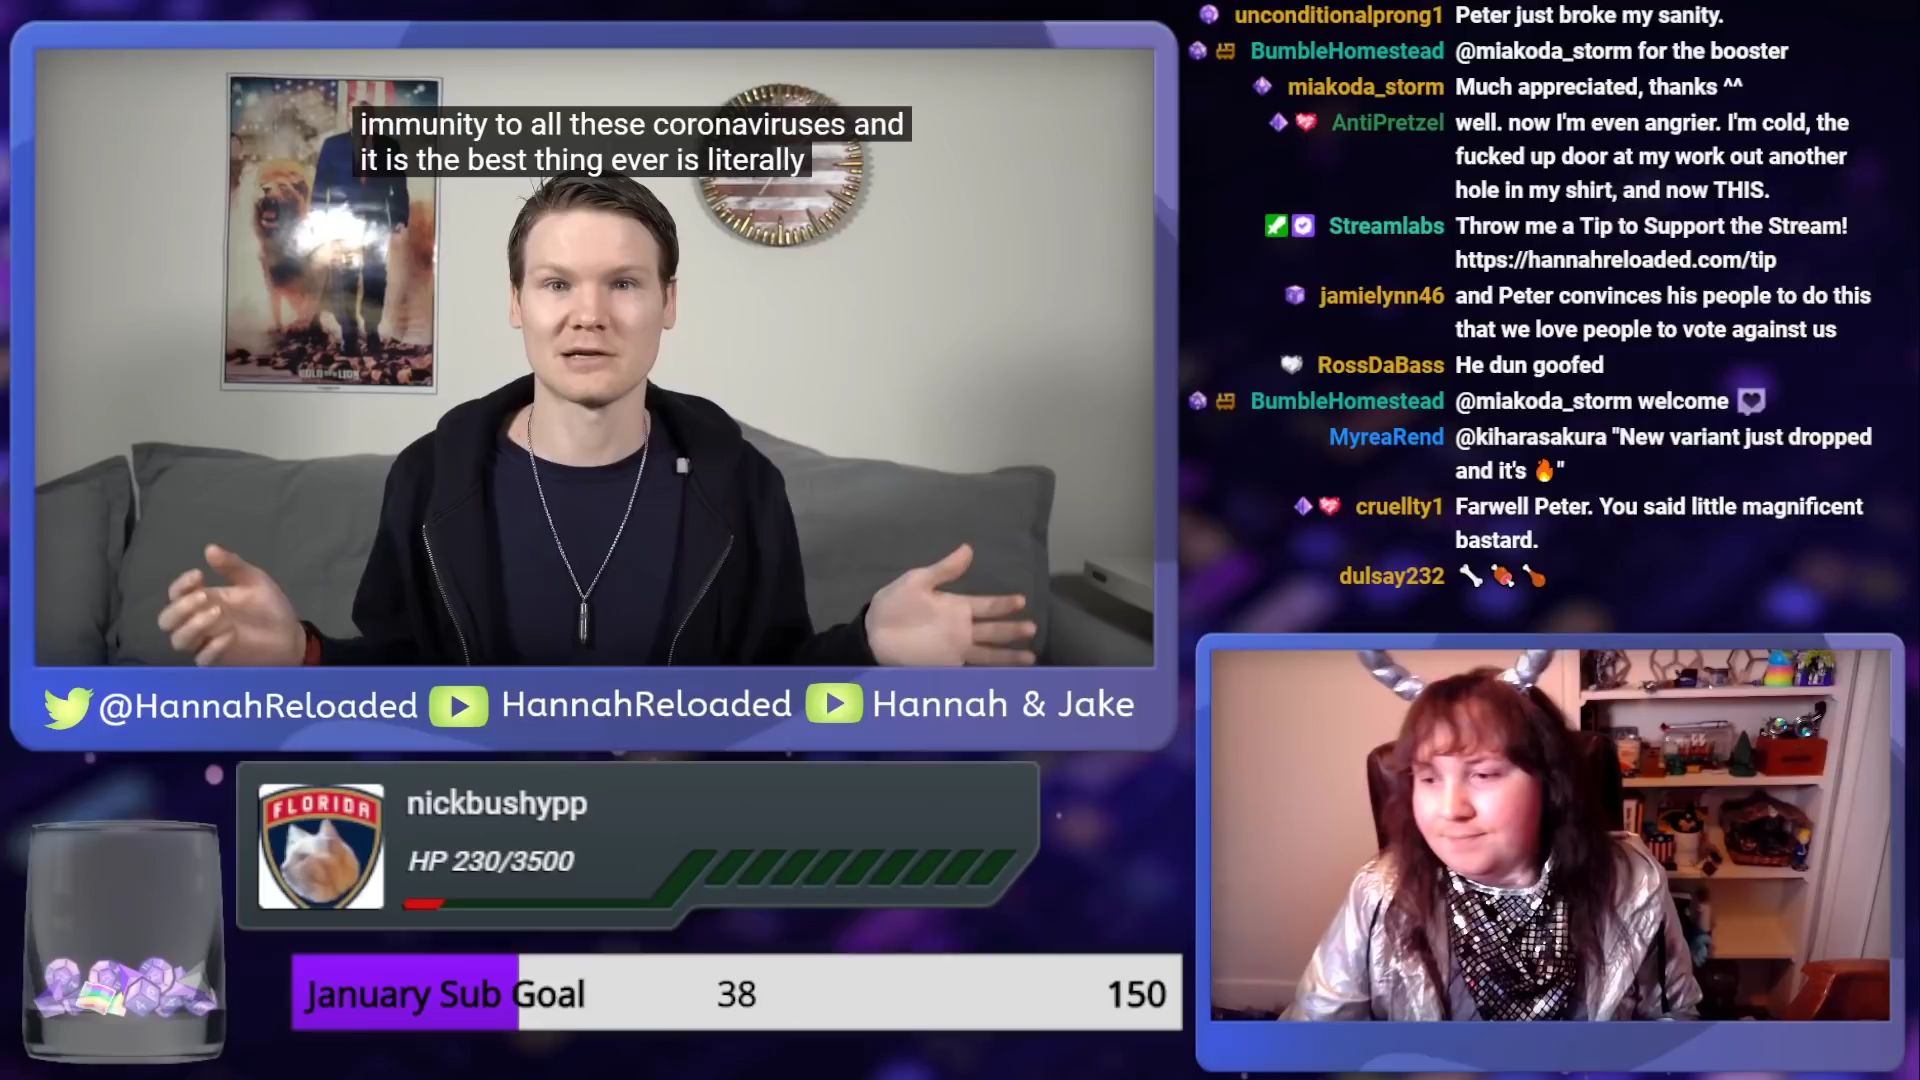 immunity to all these coronaviruses and
it is the best thing ever is literally
@HannahReloaded HannahReloaded Hannah & Jake
FLORIDA
nickbushypp
HP 230/3500
January Sub Goal 38 150
unconditionalprong1 Peter just broke my sanity.
BumbleHomestead @miakoda_storm for the booster
miakoda_storm Much appreciated, thanks ^^
AntiPretzel well. now I'm even angrier. I'm cold, the
fucked up door at my work out another
hole in my shirt, and now THIS.
Streamlabs Throw me a Tip to Support the Stream!
https://hannahreloaded.com/tip
jamielynn46 and Peter convinces his people to do this
that we love people to vote against us
RossDaBass He dun goofed
BumbleHomestead @miakoda_storm welcome
MyreaRend @kiharasakura "New variant just dropped
and it's 🔥"
cruellty1 Farwell Peter. You said little magnificent
bastard.
dulsay232 🦴🍖🍗